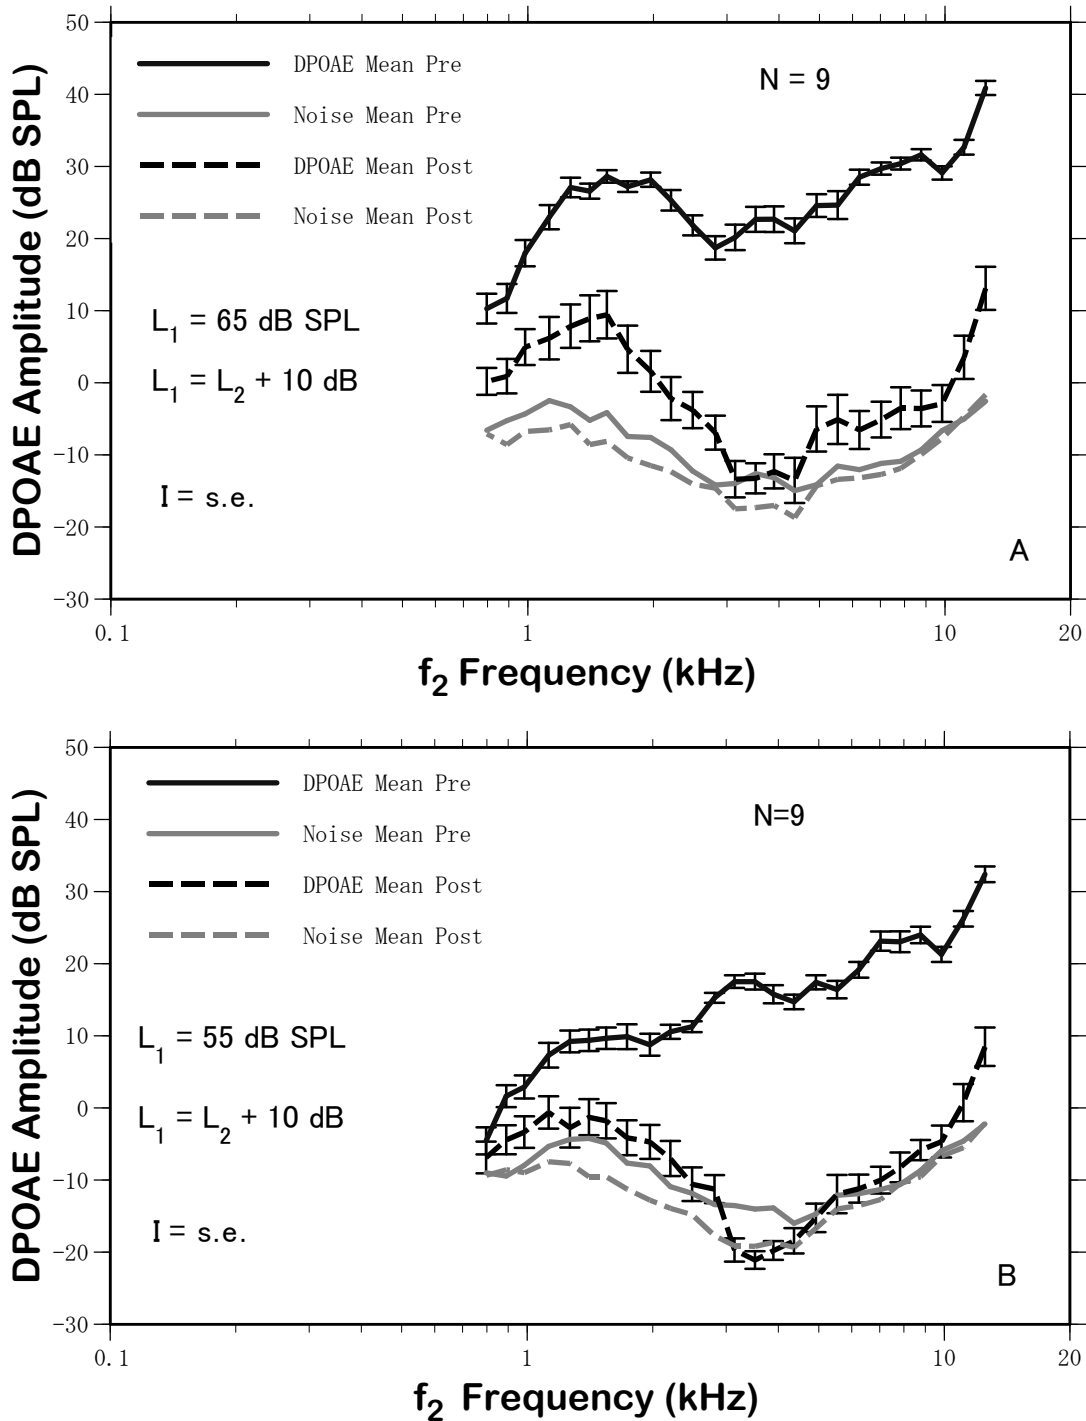 50
40
30
20
10
0
−10
−20
−30
DPOAE Amplitude (dB SPL)
DPOAE Mean Pre
Noise Mean Pre
DPOAE Mean Post
Noise Mean Post
N = 9
L1 = 65 dB SPL
L1 = L2 + 10 dB
I = s.e.
A
0.1 1 10 20
f2 Frequency (kHz)
50
40
30
20
10
0
−10
−20
−30
DPOAE Amplitude (dB SPL)
DPOAE Mean Pre
Noise Mean Pre
DPOAE Mean Post
Noise Mean Post
N=9
L1 = 55 dB SPL
L1 = L2 + 10 dB
I = s.e.
B
0.1 1 10 20
f2 Frequency (kHz)